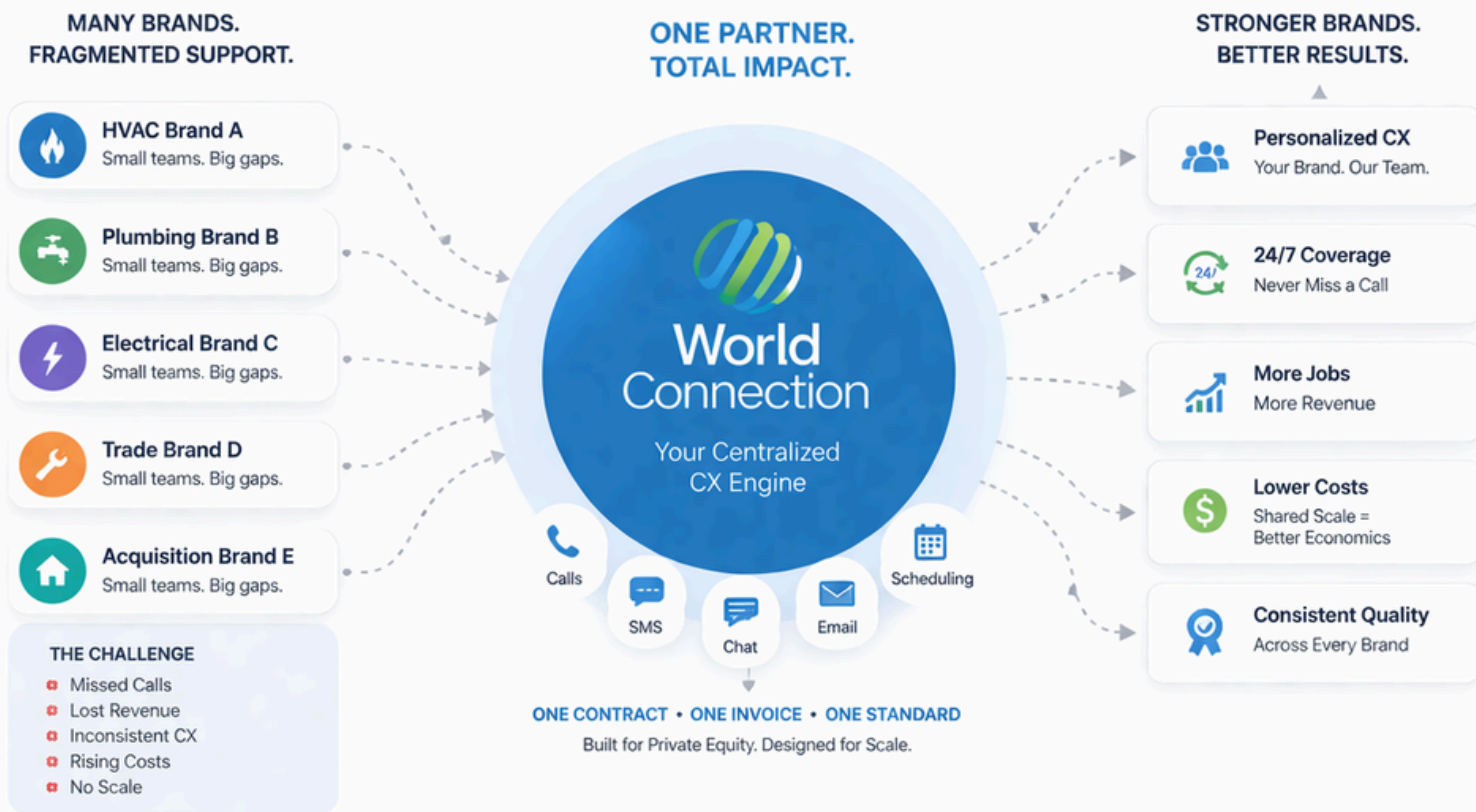 MANY BRANDS.
FRAGMENTED SUPPORT.
HVAC Brand A
Small teams. Big gaps.
Plumbing Brand B
Small teams. Big gaps.
Electrical Brand C
Small teams. Big gaps.
Trade Brand D
Small teams. Big gaps.
Acquisition Brand E
Small teams. Big gaps.
THE CHALLENGE
Missed Calls
Lost Revenue
Inconsistent CX
Rising Costs
No Scale
ONE PARTNER.
TOTAL IMPACT.
World
Connection
Your Centralized
CX Engine
Calls
SMS
Chat
Email
Scheduling
ONE CONTRACT • ONE INVOICE • ONE STANDARD
Built for Private Equity. Designed for Scale.
STRONGER BRANDS.
BETTER RESULTS.
Personalized CX
Your Brand. Our Team.
24/
24/7 Coverage
Never Miss a Call
More Jobs
More Revenue
$
Lower Costs
Shared Scale =
Better Economics
Consistent Quality
Across Every Brand